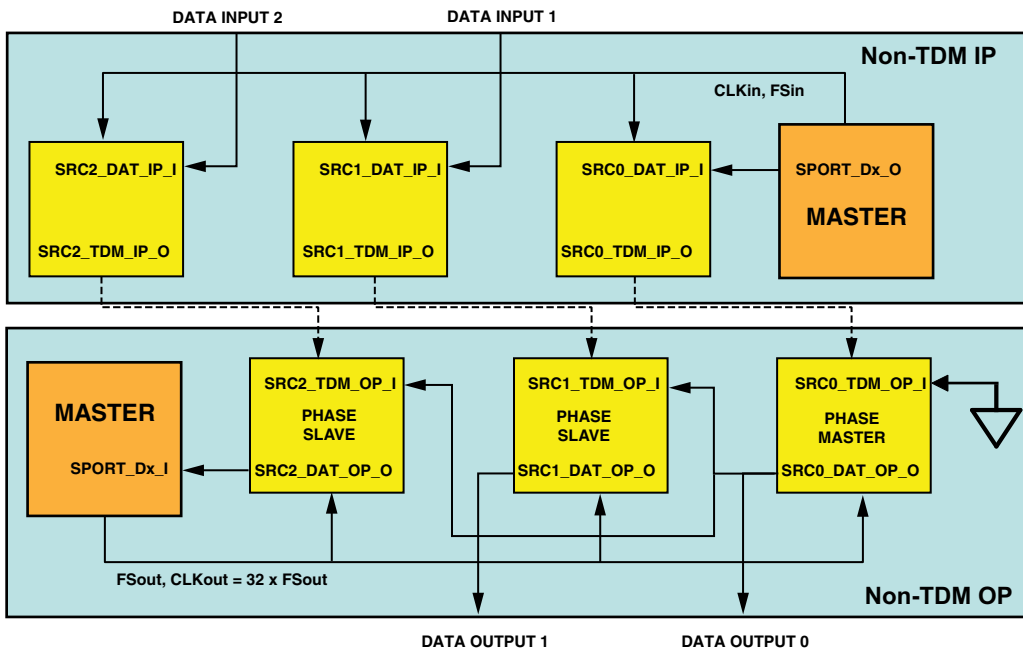 DATA INPUT 2
DATA INPUT 1
Non-TDM IP
CLKin, FSin
SRC2_DAT_IP_I
SRC1_DAT_IP_I
SRC0_DAT_IP_I
SPORT_Dx_O
MASTER
SRC2_TDM_IP_O
SRC1_TDM_IP_O
SRC0_TDM_IP_O
SRC2_TDM_OP_I
SRC1_TDM_OP_I
SRC0_TDM_OP_I
MASTER
PHASE
SLAVE
PHASE
SLAVE
PHASE
MASTER
SPORT_Dx_I
SRC2_DAT_OP_O
SRC1_DAT_OP_O
SRC0_DAT_OP_O
FSout, CLKout = 32 x FSout
Non-TDM OP
DATA OUTPUT 1
DATA OUTPUT 0